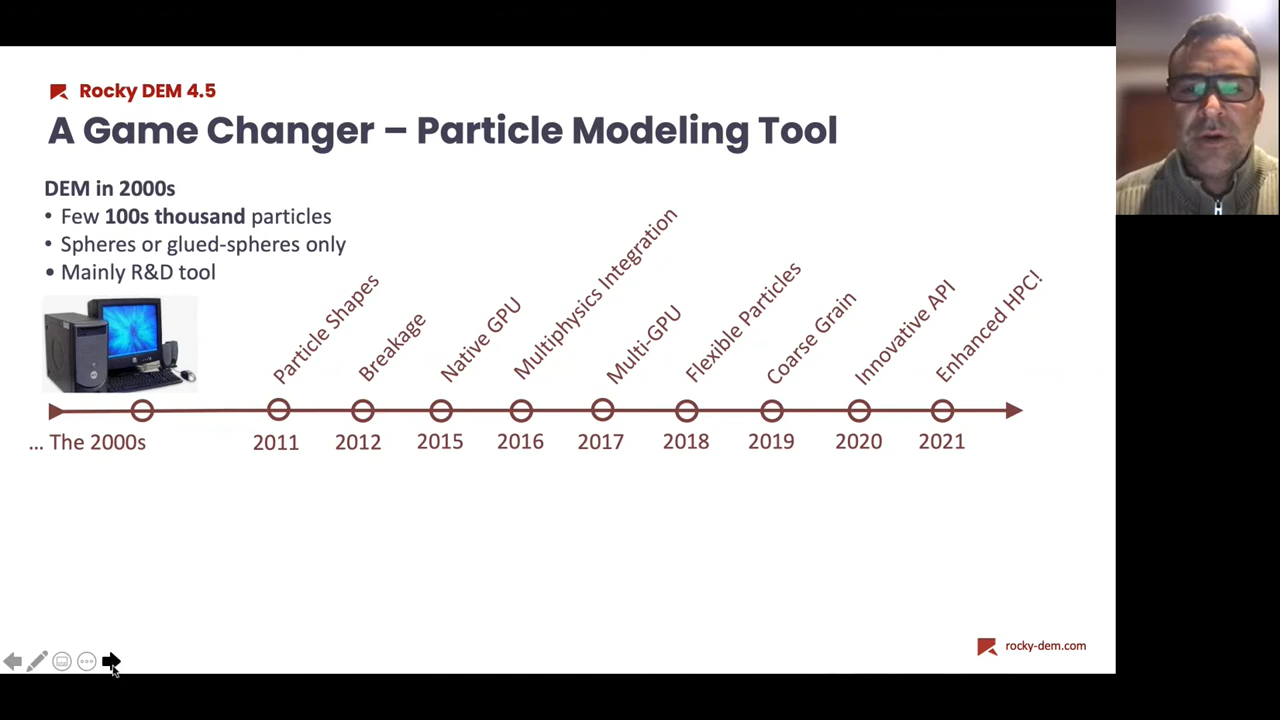 Rocky DEM 4.5
A Game Changer – Particle Modeling Tool
DEM in 2000s
• Few 100s thousand particles
• Spheres or glued-spheres only
• Mainly R&D tool
Particle Shapes
Breakage
Native GPU
Multiphysics Integration
Multi-GPU
Flexible Particles
Coarse Grain
Innovative API
Enhanced HPC!
... The 2000s
2011
2012
2015
2016
2017
2018
2019
2020
2021
rocky-dem.com